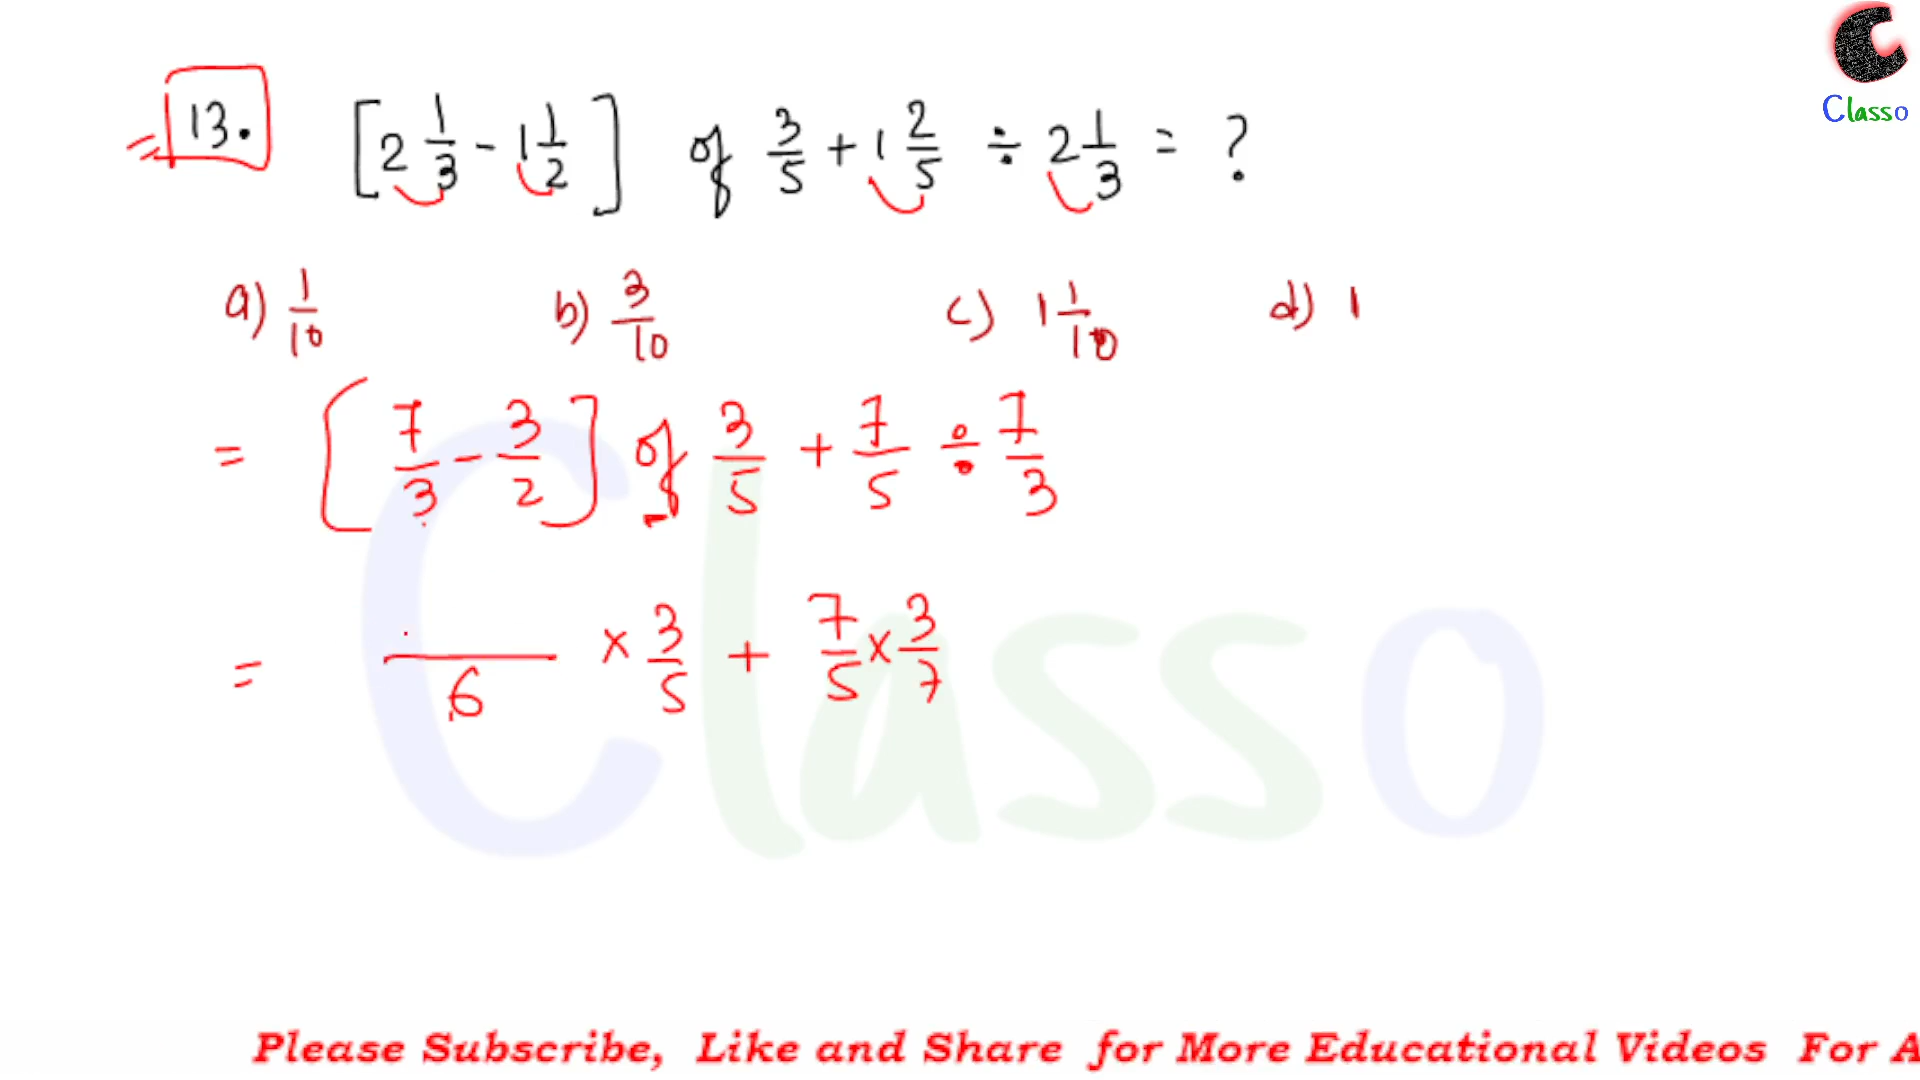 C
Classo
13. [2 1/3 - 1 1/2] of 3/5 + 1 2/5 ÷ 2 1/3 = ?
a) 1/10 b) 3/10 c) 1 1/10 d) 1
= [7/3 - 3/2] of 3/5 + 7/5 ÷ 7/3
= /6 × 3/5 + 7/5 × 3/7
Classo
Please Subscribe, Like and Share for More Educational Videos For A